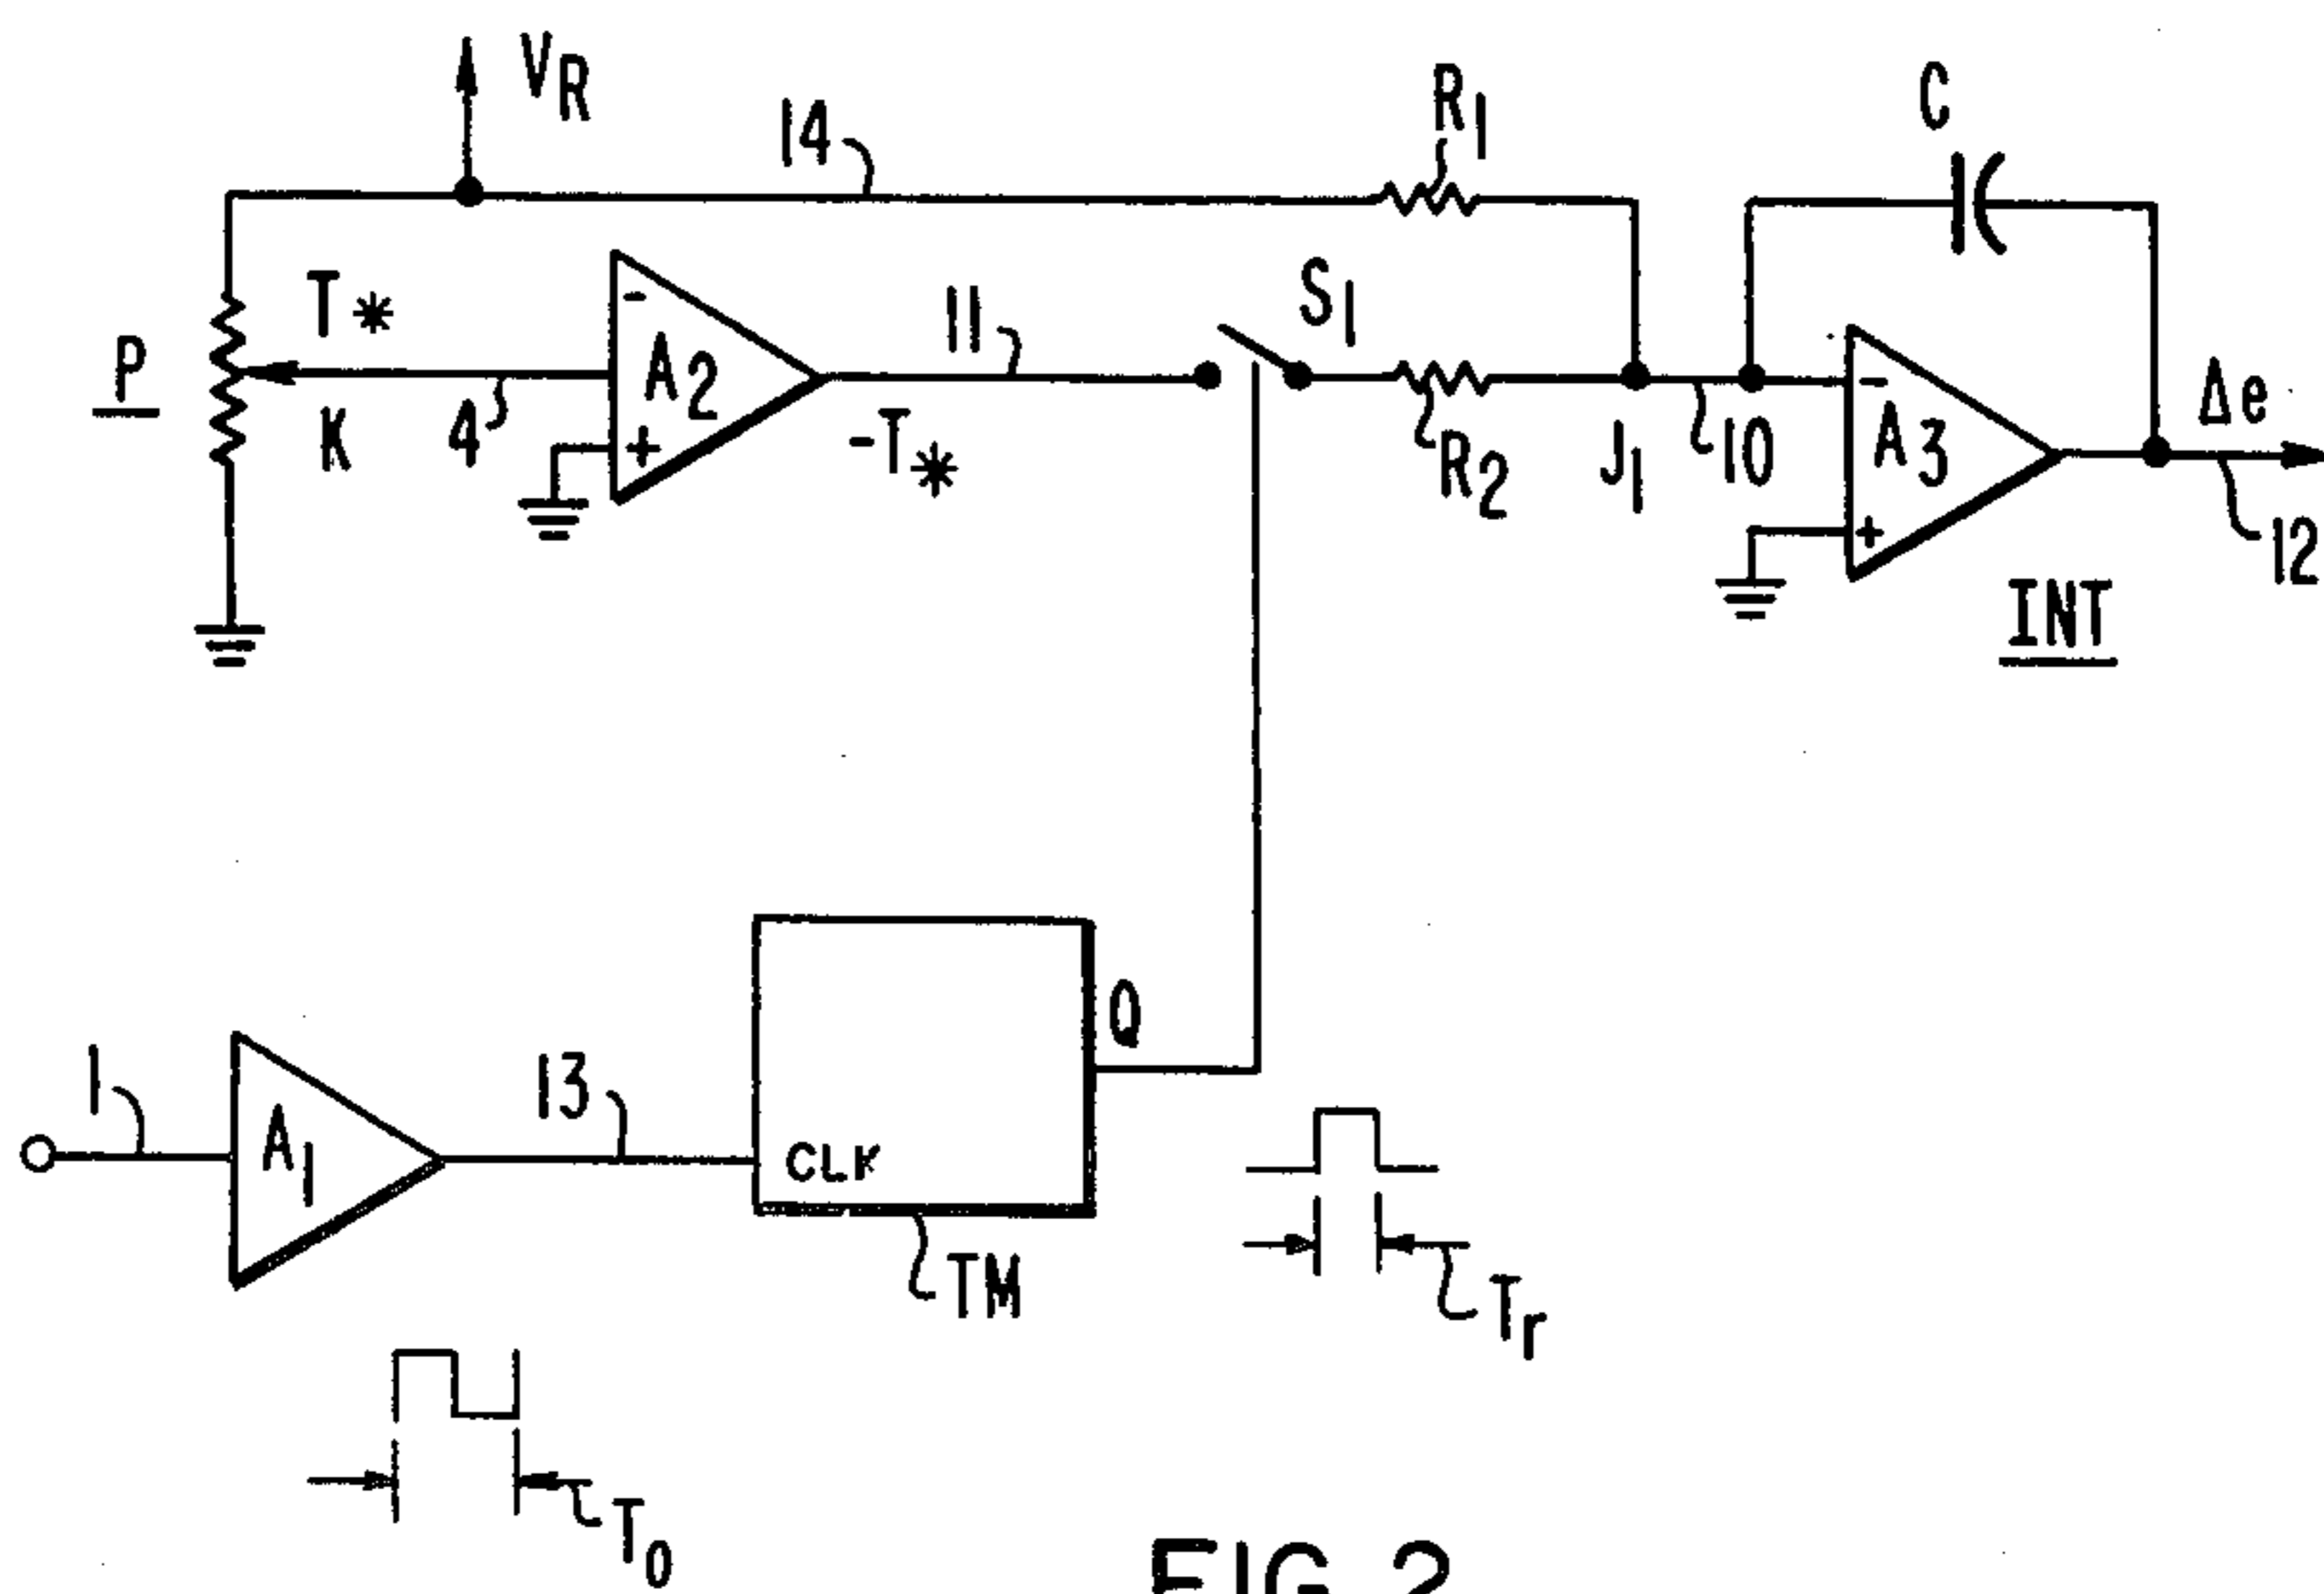 VR
14
R1
C
T*
P
K
4
-
A2
+
11
-T*
S1
R2
J1
10
-
A3
+
Δe
12
INT
1
A1
13
CLK
Q
TM
Tr
To
FIG. 2